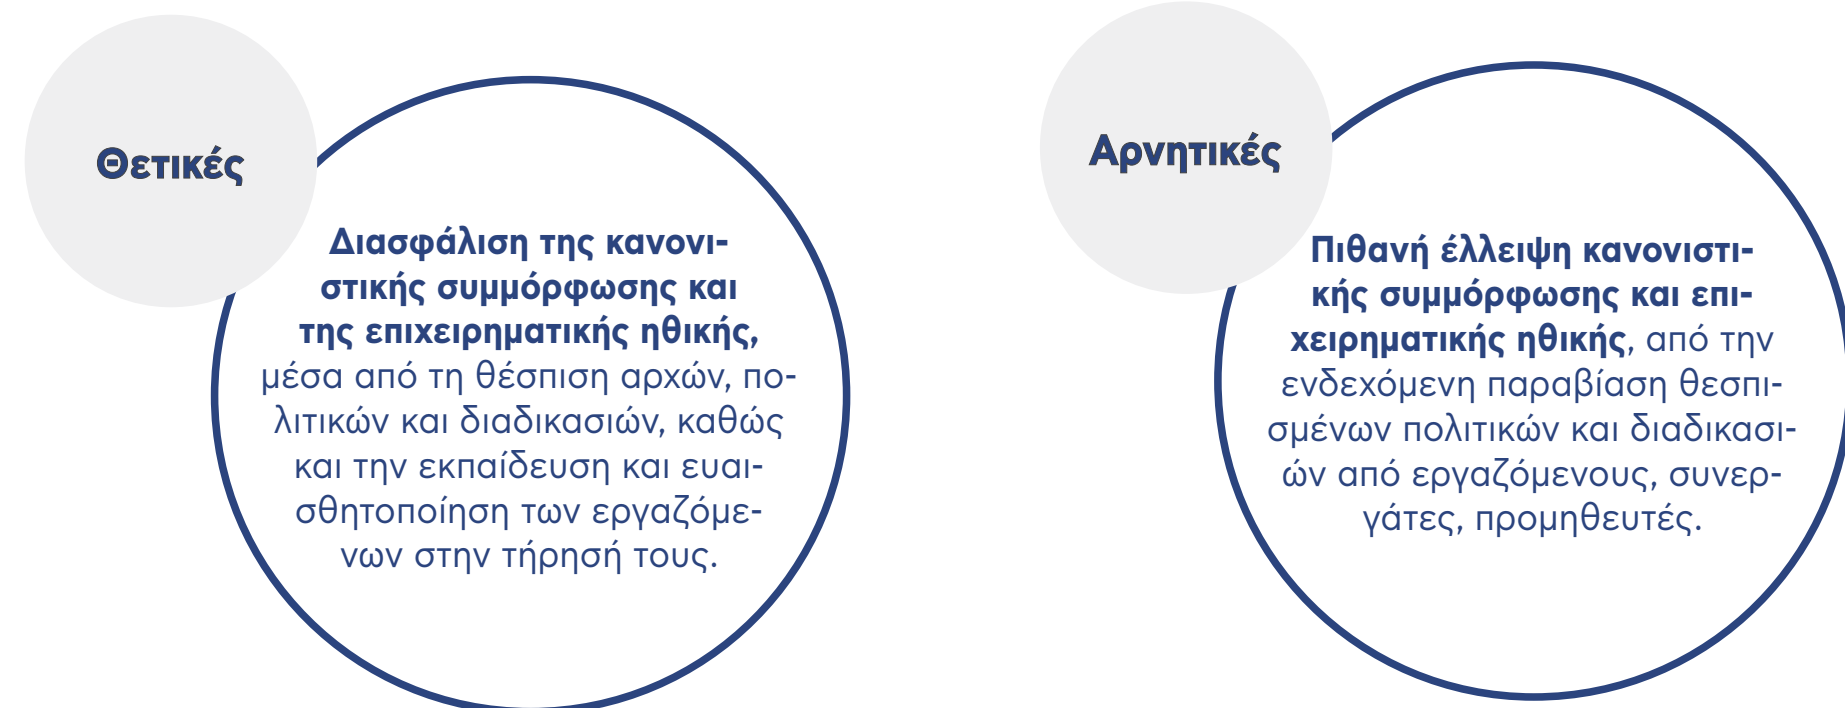 Θετικές
Διασφάλιση της κανονι-
στικής συμμόρφωσης και
της επιχειρηματικής ηθικής,
μέσα από τη θέσπιση αρχών, πο-
λιτικών και διαδικασιών, καθώς
και την εκπαίδευση και ευαι-
σθητοποίηση των εργαζόμε-
νων στην τήρησή τους.
Αρνητικές
Πιθανή έλλειψη κανονιστι-
κής συμμόρφωσης και επι-
χειρηματικής ηθικής, από την
ενδεχόμενη παραβίαση θεσπι-
σμένων πολιτικών και διαδικασι-
ών από εργαζόμενους, συνερ-
γάτες, προμηθευτές.